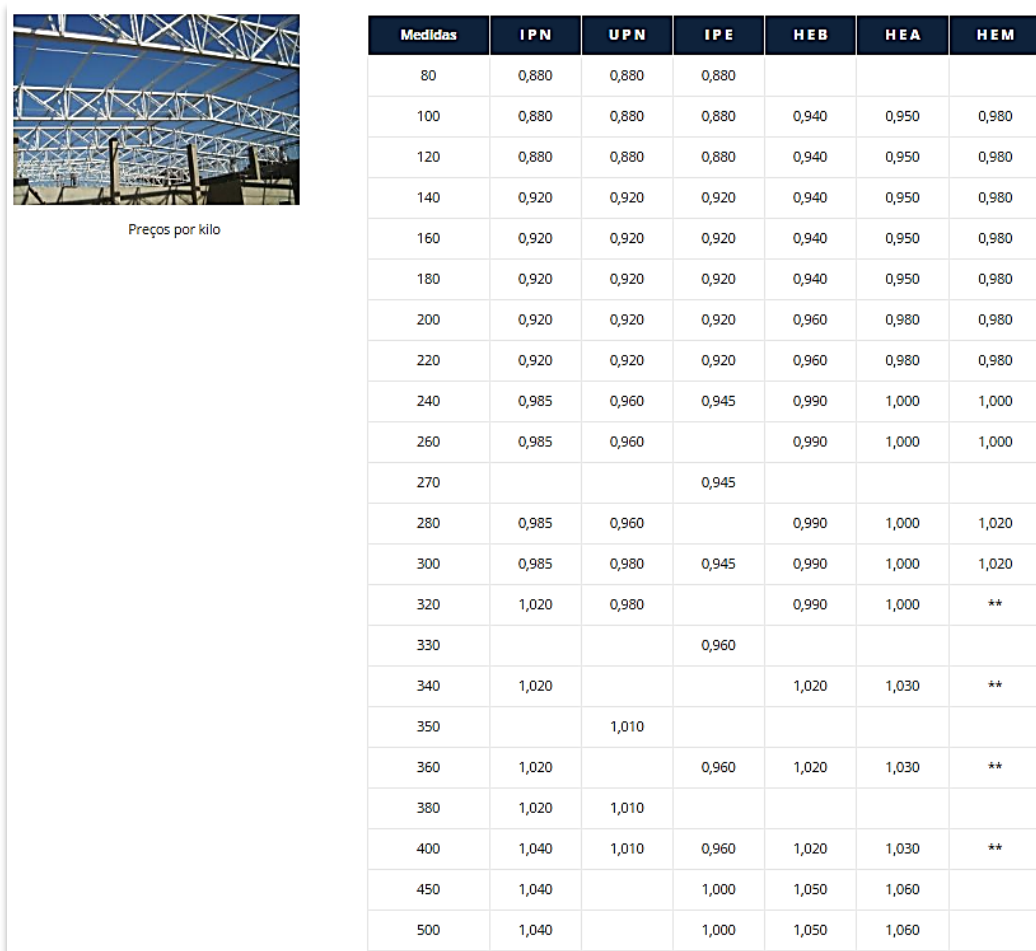 Medidas IPN UPN IPE HEB HEA HEM
80 0,880 0,880 0,880
100 0,880 0,880 0,880 0,940 0,950 0,980
120 0,880 0,880 0,880 0,940 0,950 0,980
140 0,920 0,920 0,920 0,940 0,950 0,980
Preços por kilo
160 0,920 0,920 0,920 0,940 0,950 0,980
180 0,920 0,920 0,920 0,940 0,950 0,980
200 0,920 0,920 0,920 0,960 0,980 0,980
220 0,920 0,920 0,920 0,960 0,980 0,980
240 0,985 0,960 0,945 0,990 1,000 1,000
260 0,985 0,960 0,990 1,000 1,000
270 0,945
280 0,985 0,960 0,990 1,000 1,020
300 0,985 0,980 0,945 0,990 1,000 1,020
320 1,020 0,980 0,990 1,000 **
330 0,960
340 1,020 1,020 1,030 **
350 1,010
360 1,020 0,960 1,020 1,030 **
380 1,020 1,010
400 1,040 1,010 0,960 1,020 1,030 **
450 1,040 1,000 1,050 1,060
500 1,040 1,000 1,050 1,060